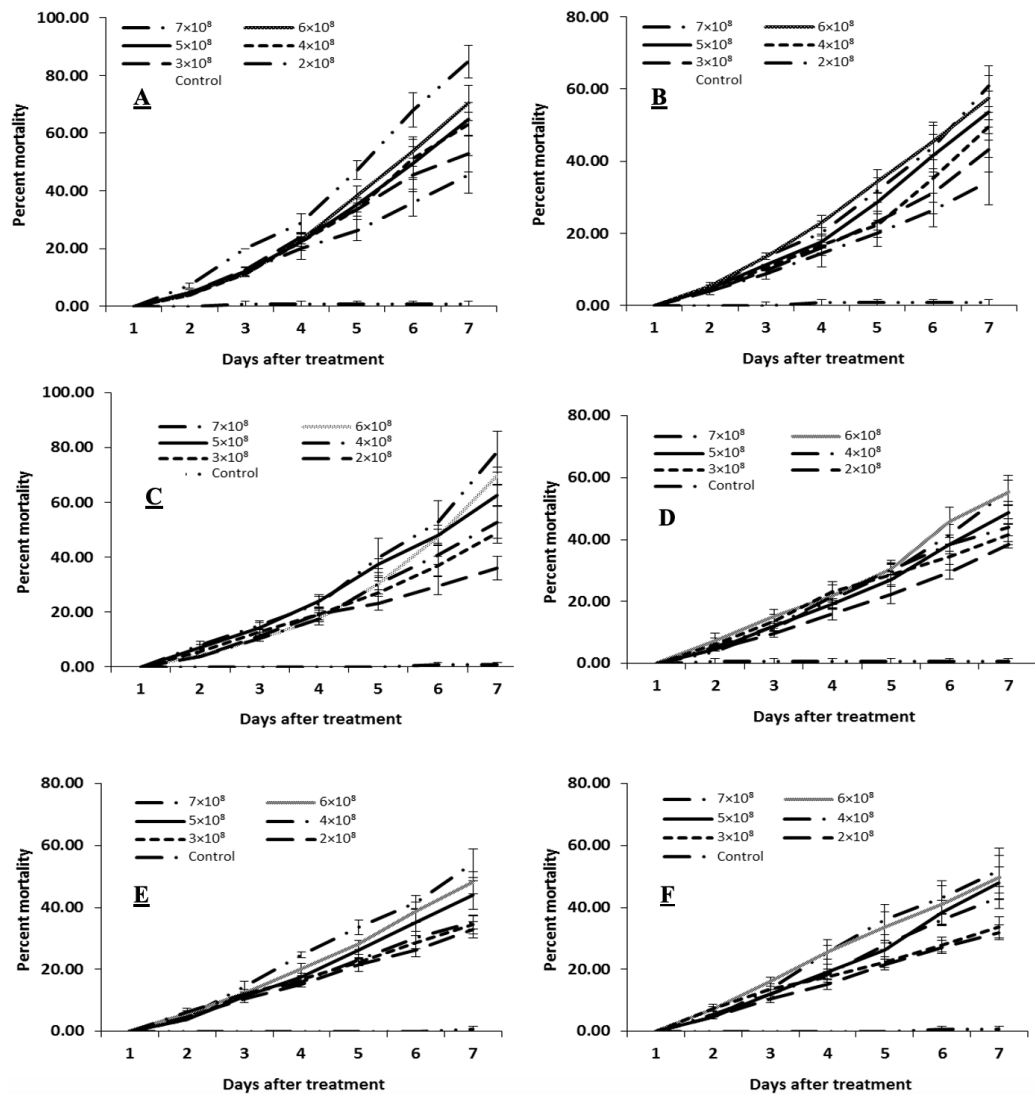 100.00
80.00
60.00
40.00
20.00
0.00
Percent mortality
7×10⁸ 6×10⁸
5×10⁸ 4×10⁸
3×10⁸ 2×10⁸
Control
A
1 2 3 4 5 6 7
Days after treatment
80.00
60.00
40.00
20.00
0.00
Percent mortality
7×10⁸ 6×10⁸
5×10⁸ 4×10⁸
3×10⁸ 2×10⁸
Control
B
1 2 3 4 5 6 7
Days after treatment
100.00
80.00
60.00
40.00
20.00
0.00
Percent mortality
7×10⁸ 6×10⁸
5×10⁸ 4×10⁸
3×10⁸ 2×10⁸
Control
C
1 2 3 4 5 6 7
Days after treatment
80.00
60.00
40.00
20.00
0.00
Percent mortality
7×10⁸ 6×10⁸
5×10⁸ 4×10⁸
3×10⁸ 2×10⁸
Control
D
1 2 3 4 5 6 7
Days after treatment
80.00
60.00
40.00
20.00
0.00
Percent mortality
7×10⁸ 6×10⁸
5×10⁸ 4×10⁸
3×10⁸ 2×10⁸
Control
E
1 2 3 4 5 6 7
Days after treatment
80.00
60.00
40.00
20.00
0.00
Percent mortality
7×10⁸ 6×10⁸
5×10⁸ 4×10⁸
3×10⁸ 2×10⁸
Control
F
1 2 3 4 5 6 7
Days after treatment